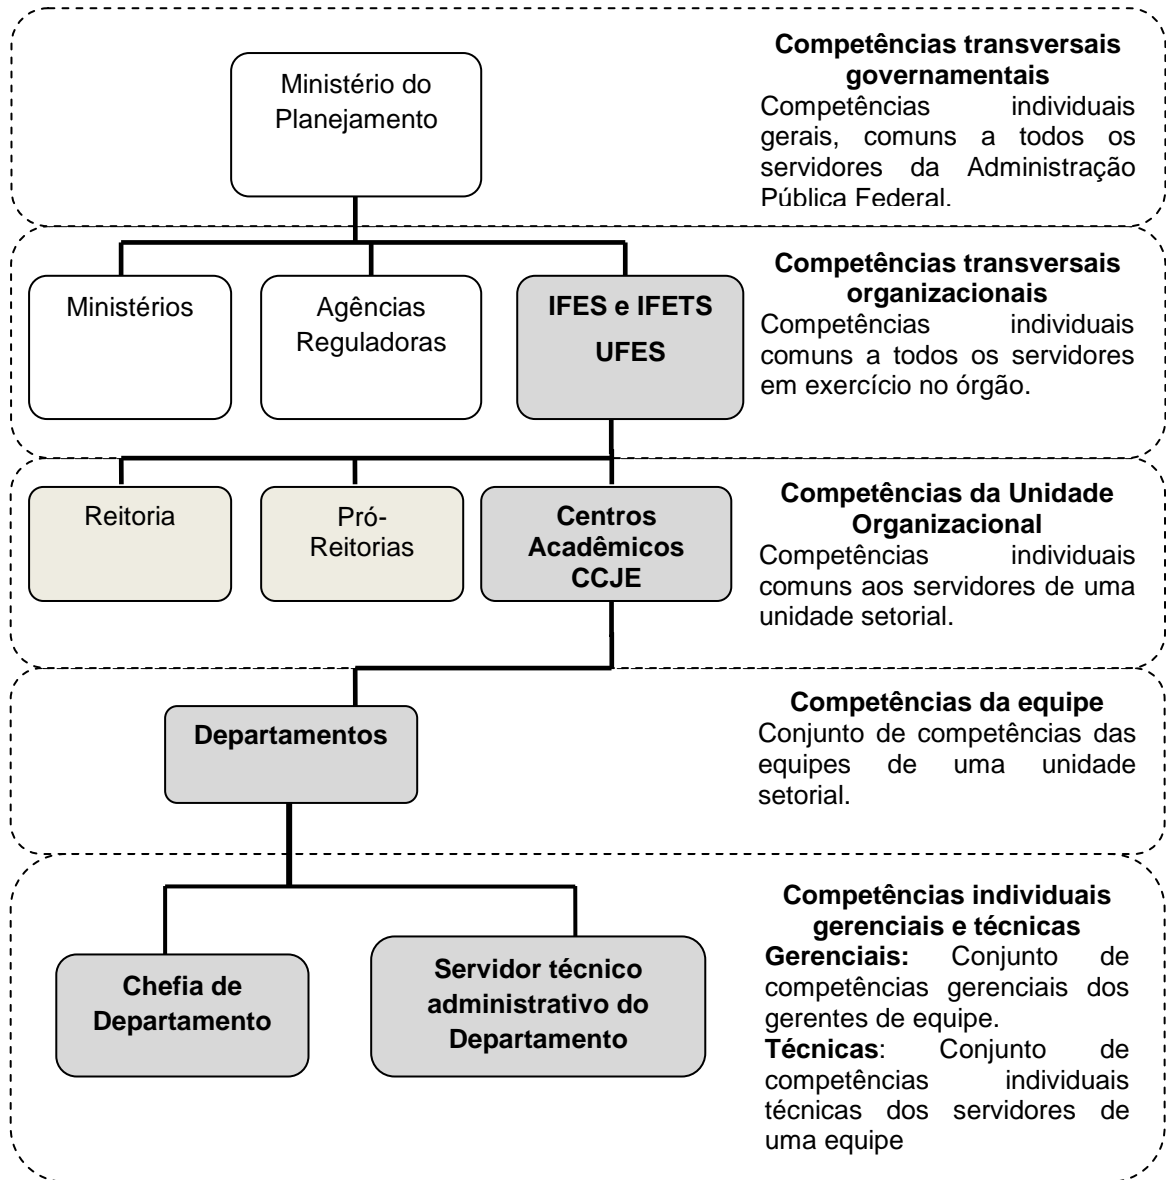 Ministério do
Planejamento
Competências transversais
governamentais
Competências individuais
gerais, comuns a todos os
servidores da Administração
Pública Federal.
Ministérios
Agências
Reguladoras
IFES e IFETS
UFES
Competências transversais
organizacionais
Competências individuais
comuns a todos os servidores
em exercício no órgão.
Reitoria
Pró-
Reitorias
Centros
Acadêmicos
CCJE
Competências da Unidade
Organizacional
Competências individuais
comuns aos servidores de uma
unidade setorial.
Departamentos
Competências da equipe
Conjunto de competências das
equipes de uma unidade
setorial.
Chefia de
Departamento
Servidor técnico
administrativo do
Departamento
Competências individuais
gerenciais e técnicas
Gerenciais: Conjunto de
competências gerenciais dos
gerentes de equipe.
Técnicas: Conjunto de
competências individuais
técnicas dos servidores de
uma equipe